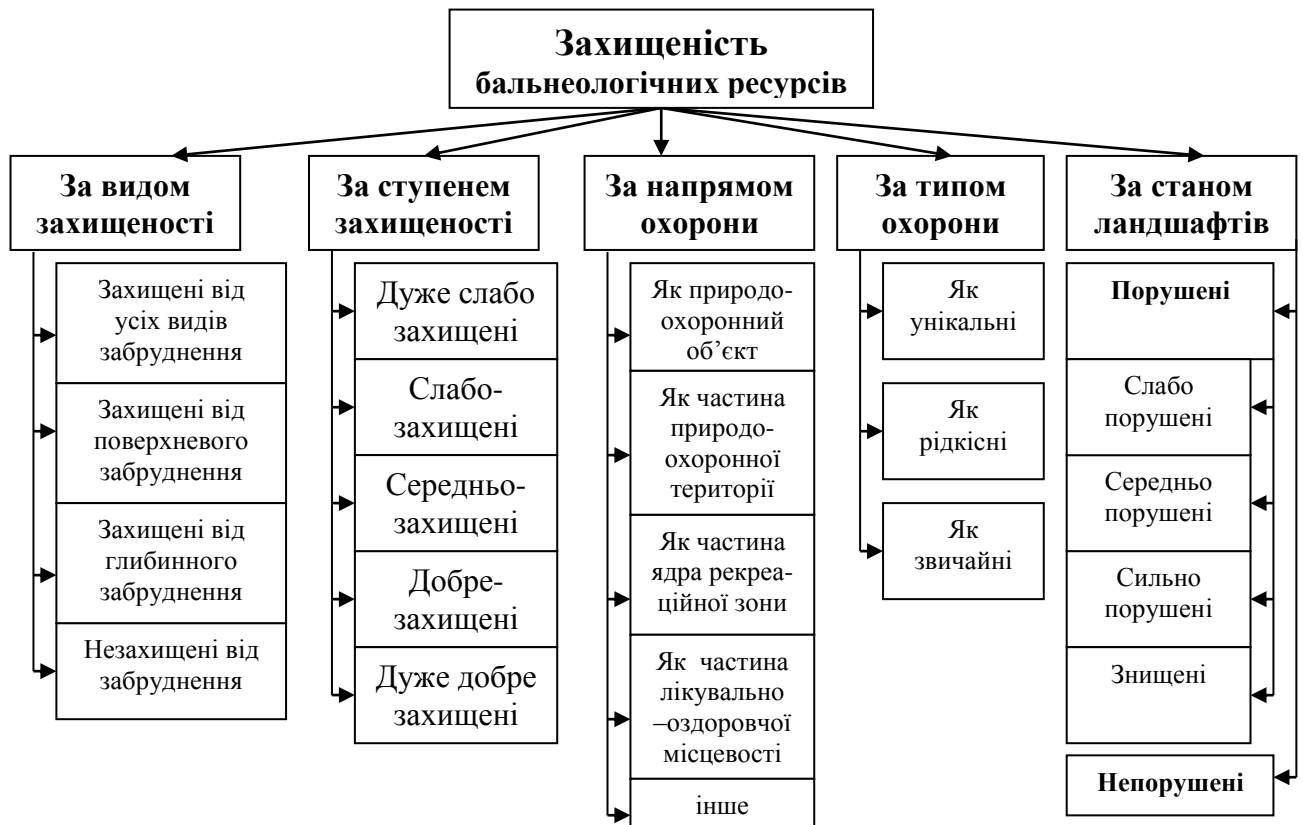 Захищеність
бальнеологічних ресурсів
За видом
захищеності
Захищені від
усіх видів
забруднення
Захищені від
поверхневого
забруднення
Захищені від
глибинного
забруднення
Незахищені від
забруднення
За ступенем
захищеності
Дуже слабо
захищені
Слабо-
захищені
Середньо-
захищені
Добре-
захищені
Дуже добре
захищені
За напрямом
охорони
Як природо-
охоронний
об’єкт
Як частина
природо-
охоронної
території
Як частина
ядра рекреа-
ційної зони
Як частина
лікувально
–оздоровчої
місцевості
інше
За типом
охорони
Як
унікальні
Як
рідкісні
Як
звичайні
За станом
ландшафтів
Порушені
Слабо
порушені
Середньо
порушені
Сильно
порушені
Знищені
Непорушені